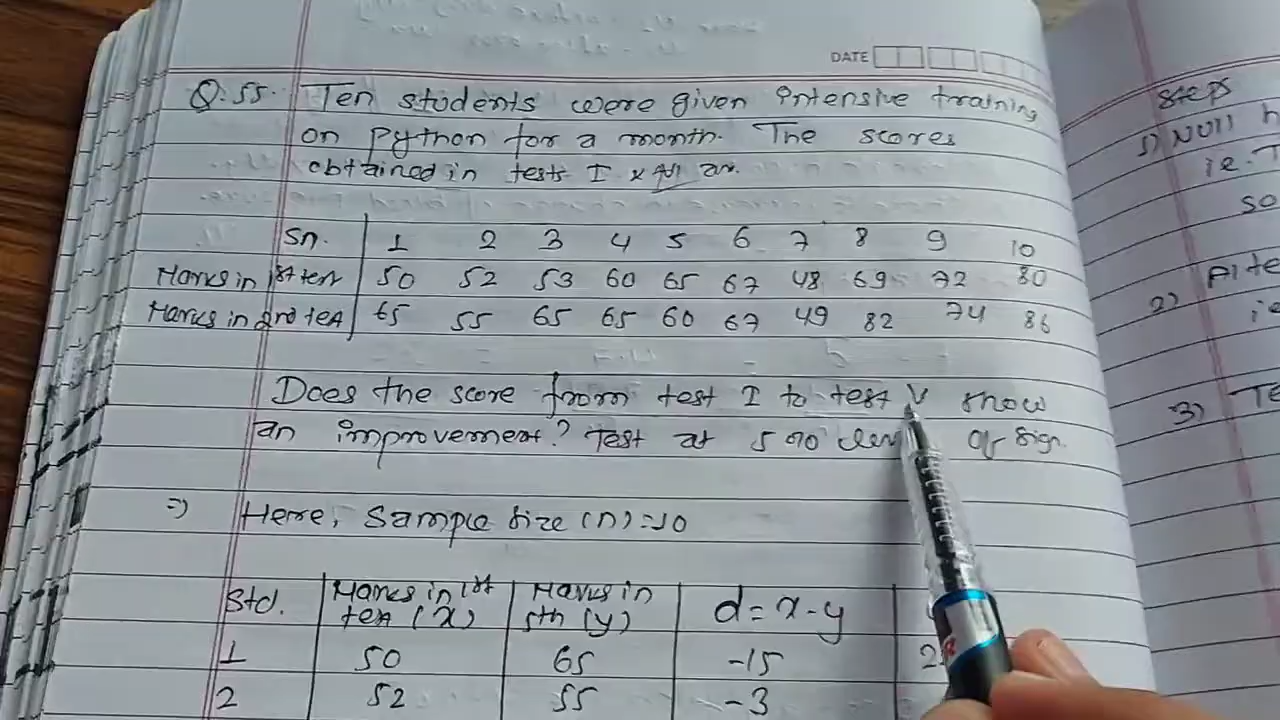 DATE
Q.55. Ten students were given intensive training
on python for a month. The scores
obtained in tests I
Sn. 1 2 3 4 5 6 7 8 9 10
Marks in 1st test 50 52 53 60 65 67 48 69 72 80
Marks in test 65 55 65 65 60 67 49 82 74 86
Does the score from test I to test V show
an improvement? Test at 5% of sign.
=) Here, sample size (n) = 10
Std. Marks in 1st test (x) Marks in 5th (y) d = x - y
1 50 65 -15
2 52 55 -3
steps
1) Null
ie. T
so
2)
ie
3) Te